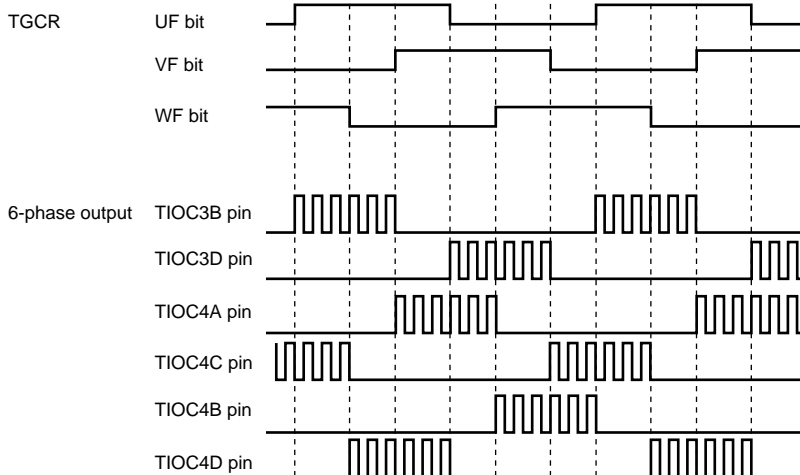 TGCR UF bit
VF bit
WF bit
6-phase output TIOC3B pin
TIOC3D pin
TIOC4A pin
TIOC4C pin
TIOC4B pin
TIOC4D pin